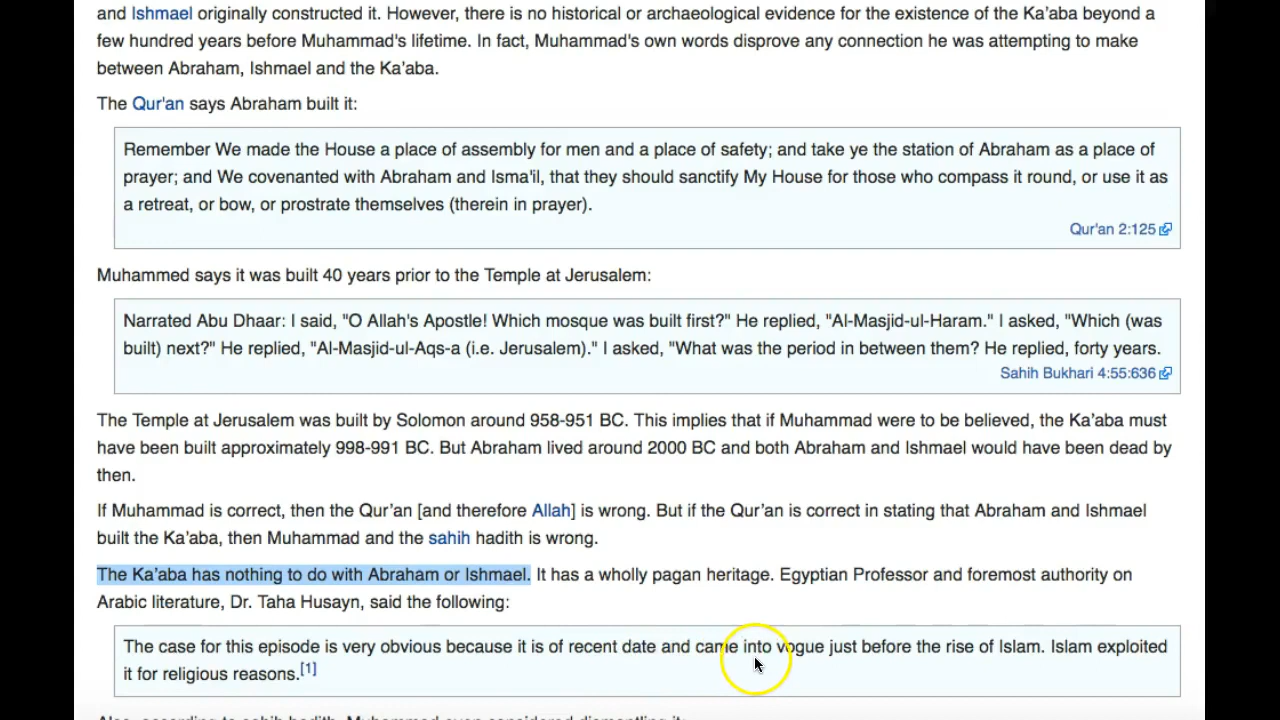 and Ishmael originally constructed it. However, there is no historical or archaeological evidence for the existence of the Ka'aba beyond a
few hundred years before Muhammad's lifetime. In fact, Muhammad's own words disprove any connection he was attempting to make
between Abraham, Ishmael and the Ka'aba.
The Qur'an says Abraham built it:
Remember We made the House a place of assembly for men and a place of safety; and take ye the station of Abraham as a place of
prayer; and We covenanted with Abraham and Isma'il, that they should sanctify My House for those who compass it round, or use it as
a retreat, or bow, or prostrate themselves (therein in prayer).
Qur'an 2:125
Muhammed says it was built 40 years prior to the Temple at Jerusalem:
Narrated Abu Dhaar: I said, "O Allah's Apostle! Which mosque was built first?" He replied, "Al-Masjid-ul-Haram." I asked, "Which (was
built) next?" He replied, "Al-Masjid-ul-Aqs-a (i.e. Jerusalem)." I asked, "What was the period in between them? He replied, forty years.
Sahih Bukhari 4:55:636
The Temple at Jerusalem was built by Solomon around 958-951 BC. This implies that if Muhammad were to be believed, the Ka'aba must
have been built approximately 998-991 BC. But Abraham lived around 2000 BC and both Abraham and Ishmael would have been dead by
then.
If Muhammad is correct, then the Qur'an [and therefore Allah] is wrong. But if the Qur'an is correct in stating that Abraham and Ishmael
built the Ka'aba, then Muhammad and the sahih hadith is wrong.
The Ka'aba has nothing to do with Abraham or Ishmael. It has a wholly pagan heritage. Egyptian Professor and foremost authority on
Arabic literature, Dr. Taha Husayn, said the following:
The case for this episode is very obvious because it is of recent date and came into vogue just before the rise of Islam. Islam exploited
it for religious reasons.[1]
Also, according to sahih hadith, Muhammad even considered dismantling it: